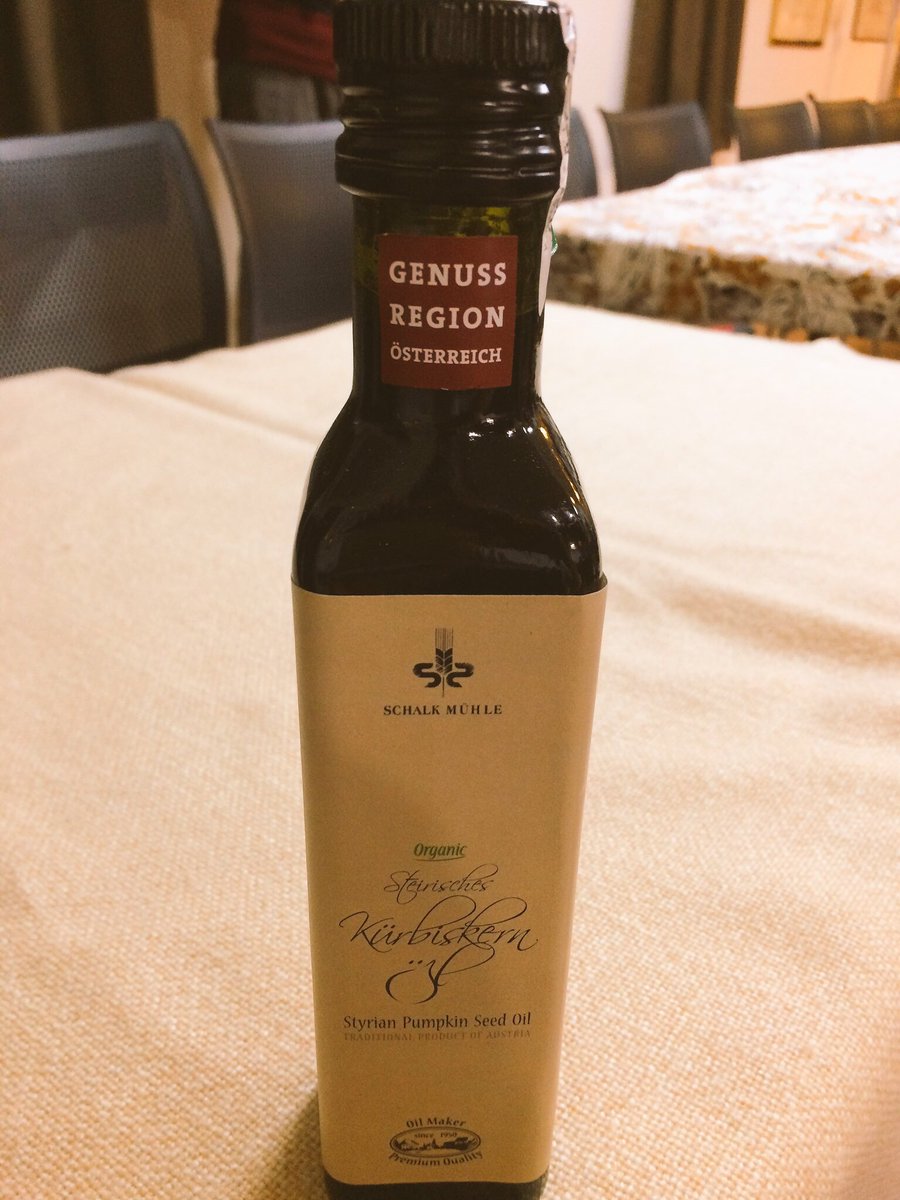 GENUSS
REGION
ÖSTERREICH
SCHALK MÜHLE
Organic
Steirisches
Kürbiskern
öl
Styrian Pumpkin Seed Oil
TRADITIONAL PRODUCT OF AUSTRIA
Oil Maker
since 1950
Premium Quality